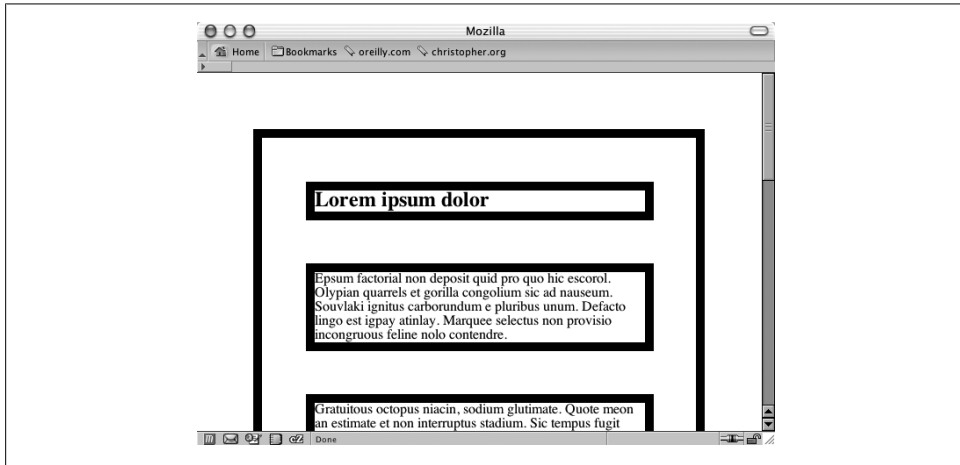 Mozilla
Home Bookmarks oreilly.com christopher.org
Lorem ipsum dolor
Epsum factorial non deposit quid pro quo hic escorol.
Olypian quarrels et gorilla congolium sic ad nauseum.
Souvlaki ignitus carborundum e pluribus unum. Defacto
lingo est igpay atinlay. Marquee selectus non provisio
incongruous feline nolo contendre.
Gratuitous octopus niacin, sodium glutimate. Quote meon
an estimate et non interruptus stadium. Sic tempus fugit
Done